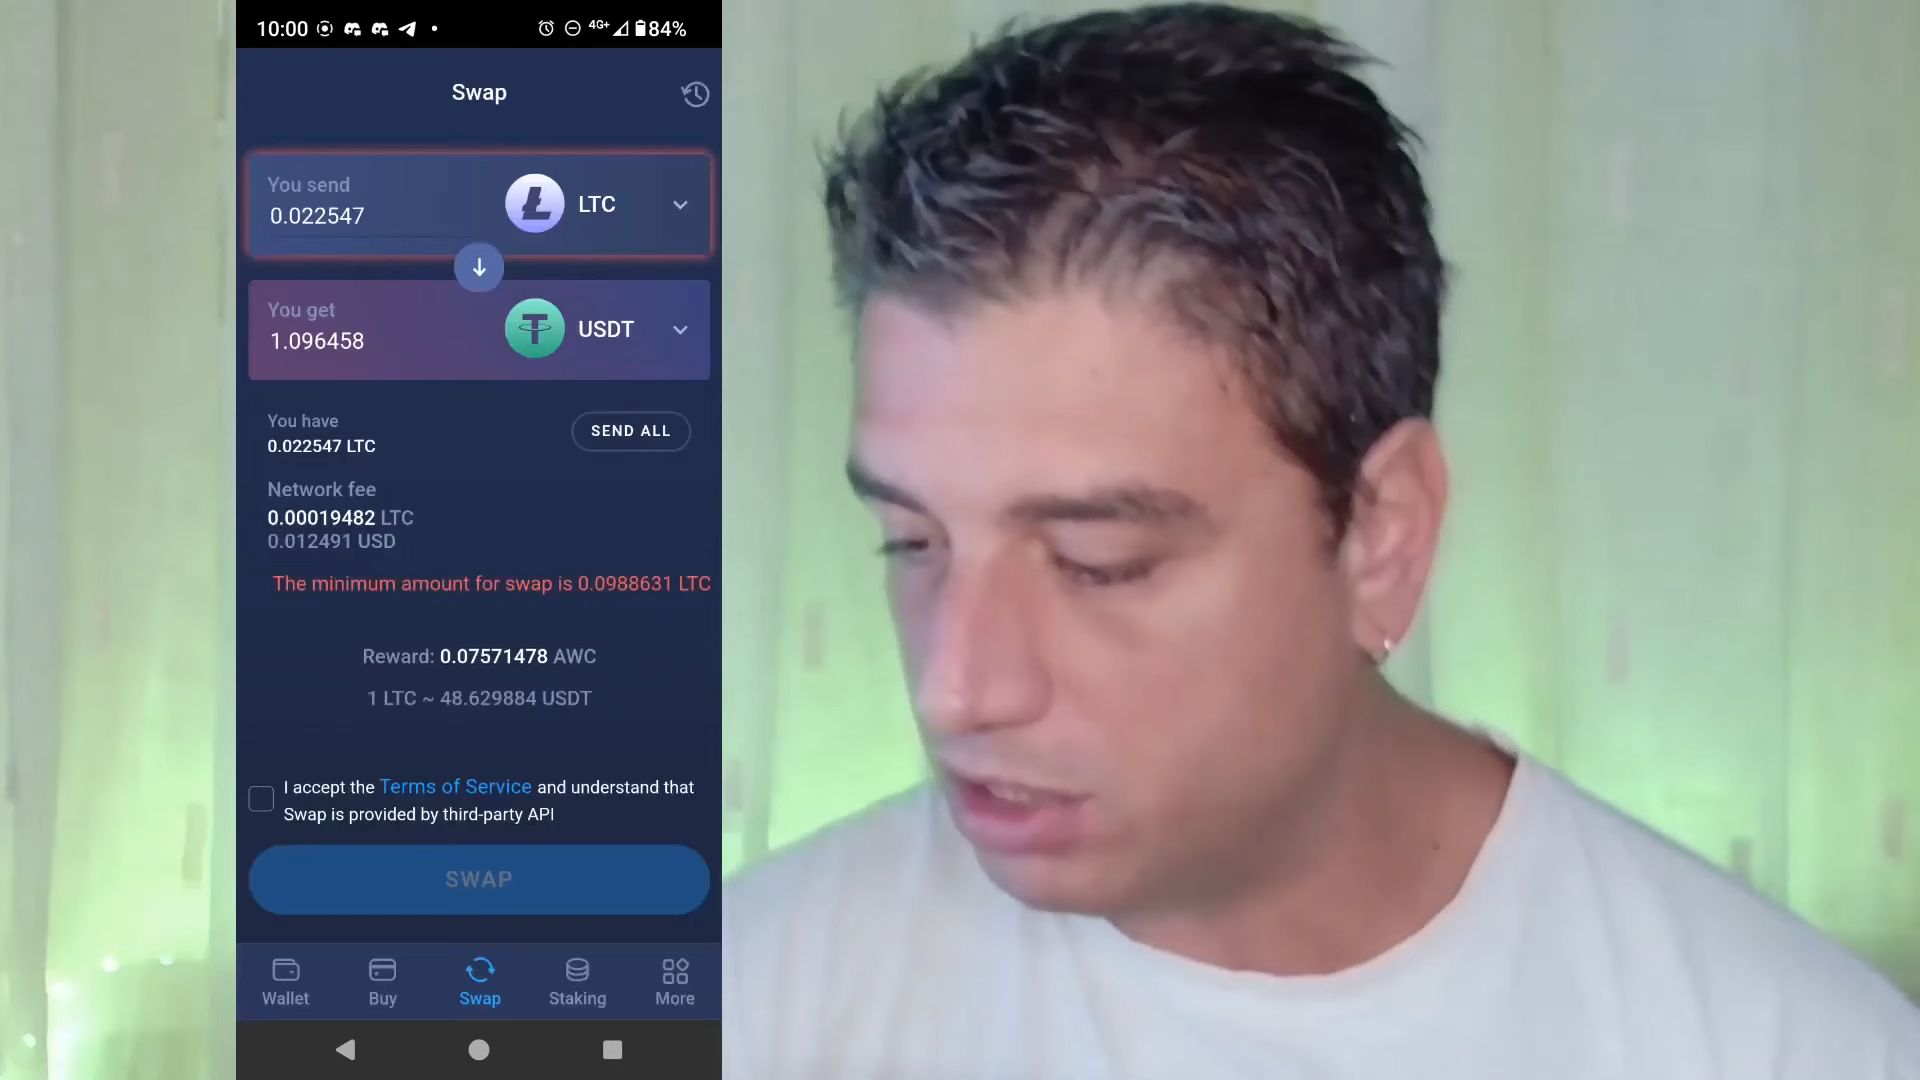 10:00 4G+ 84%
Swap
You send
0.022547
LTC
You get
1.096458
USDT
You have
0.022547 LTC
SEND ALL
Network fee
0.00019482 LTC
0.012491 USD
The minimum amount for swap is 0.0988631 LTC
Reward: 0.07571478 AWC
1 LTC ~ 48.629884 USDT
I accept the Terms of Service and understand that
Swap is provided by third-party API
SWAP
Wallet Buy Swap Staking More